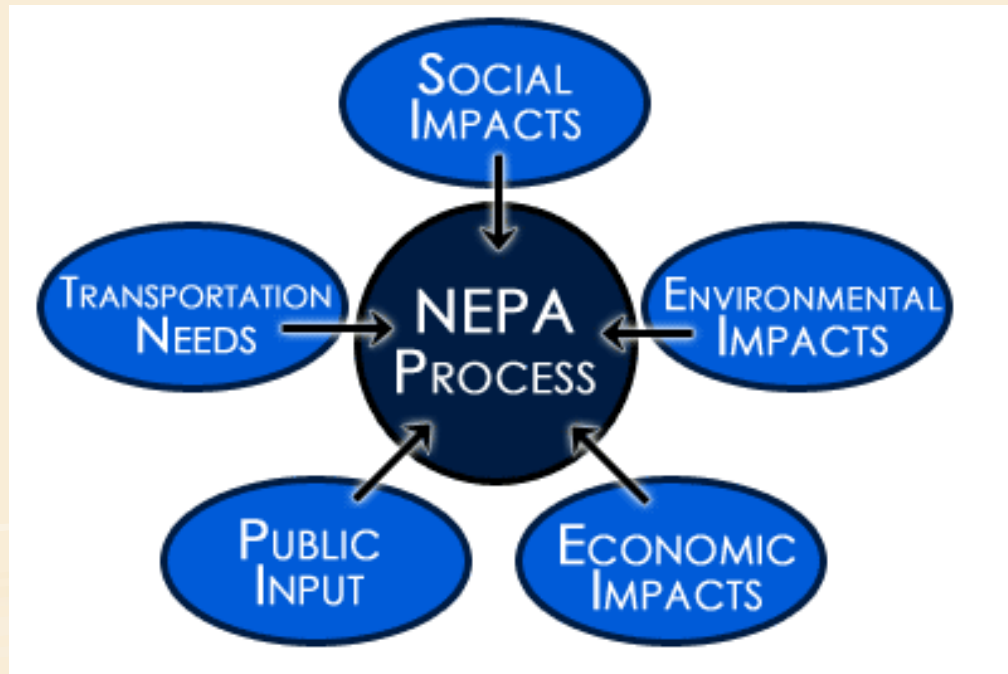 SOCIAL
IMPACTS
TRANSPORTATION
NEEDS
NEPA
PROCESS
ENVIRONMENTAL
IMPACTS
PUBLIC
INPUT
ECONOMIC
IMPACTS